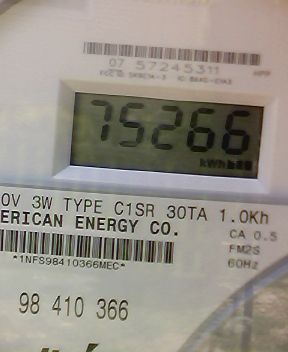 07 57245311
75266
kWh
0V 3W TYPE C1SR 30TA 1.0Kh
ERICAN ENERGY CO. CA 0.5
FM2S
*1NFS98410366MEC* 60Hz
98 410 366